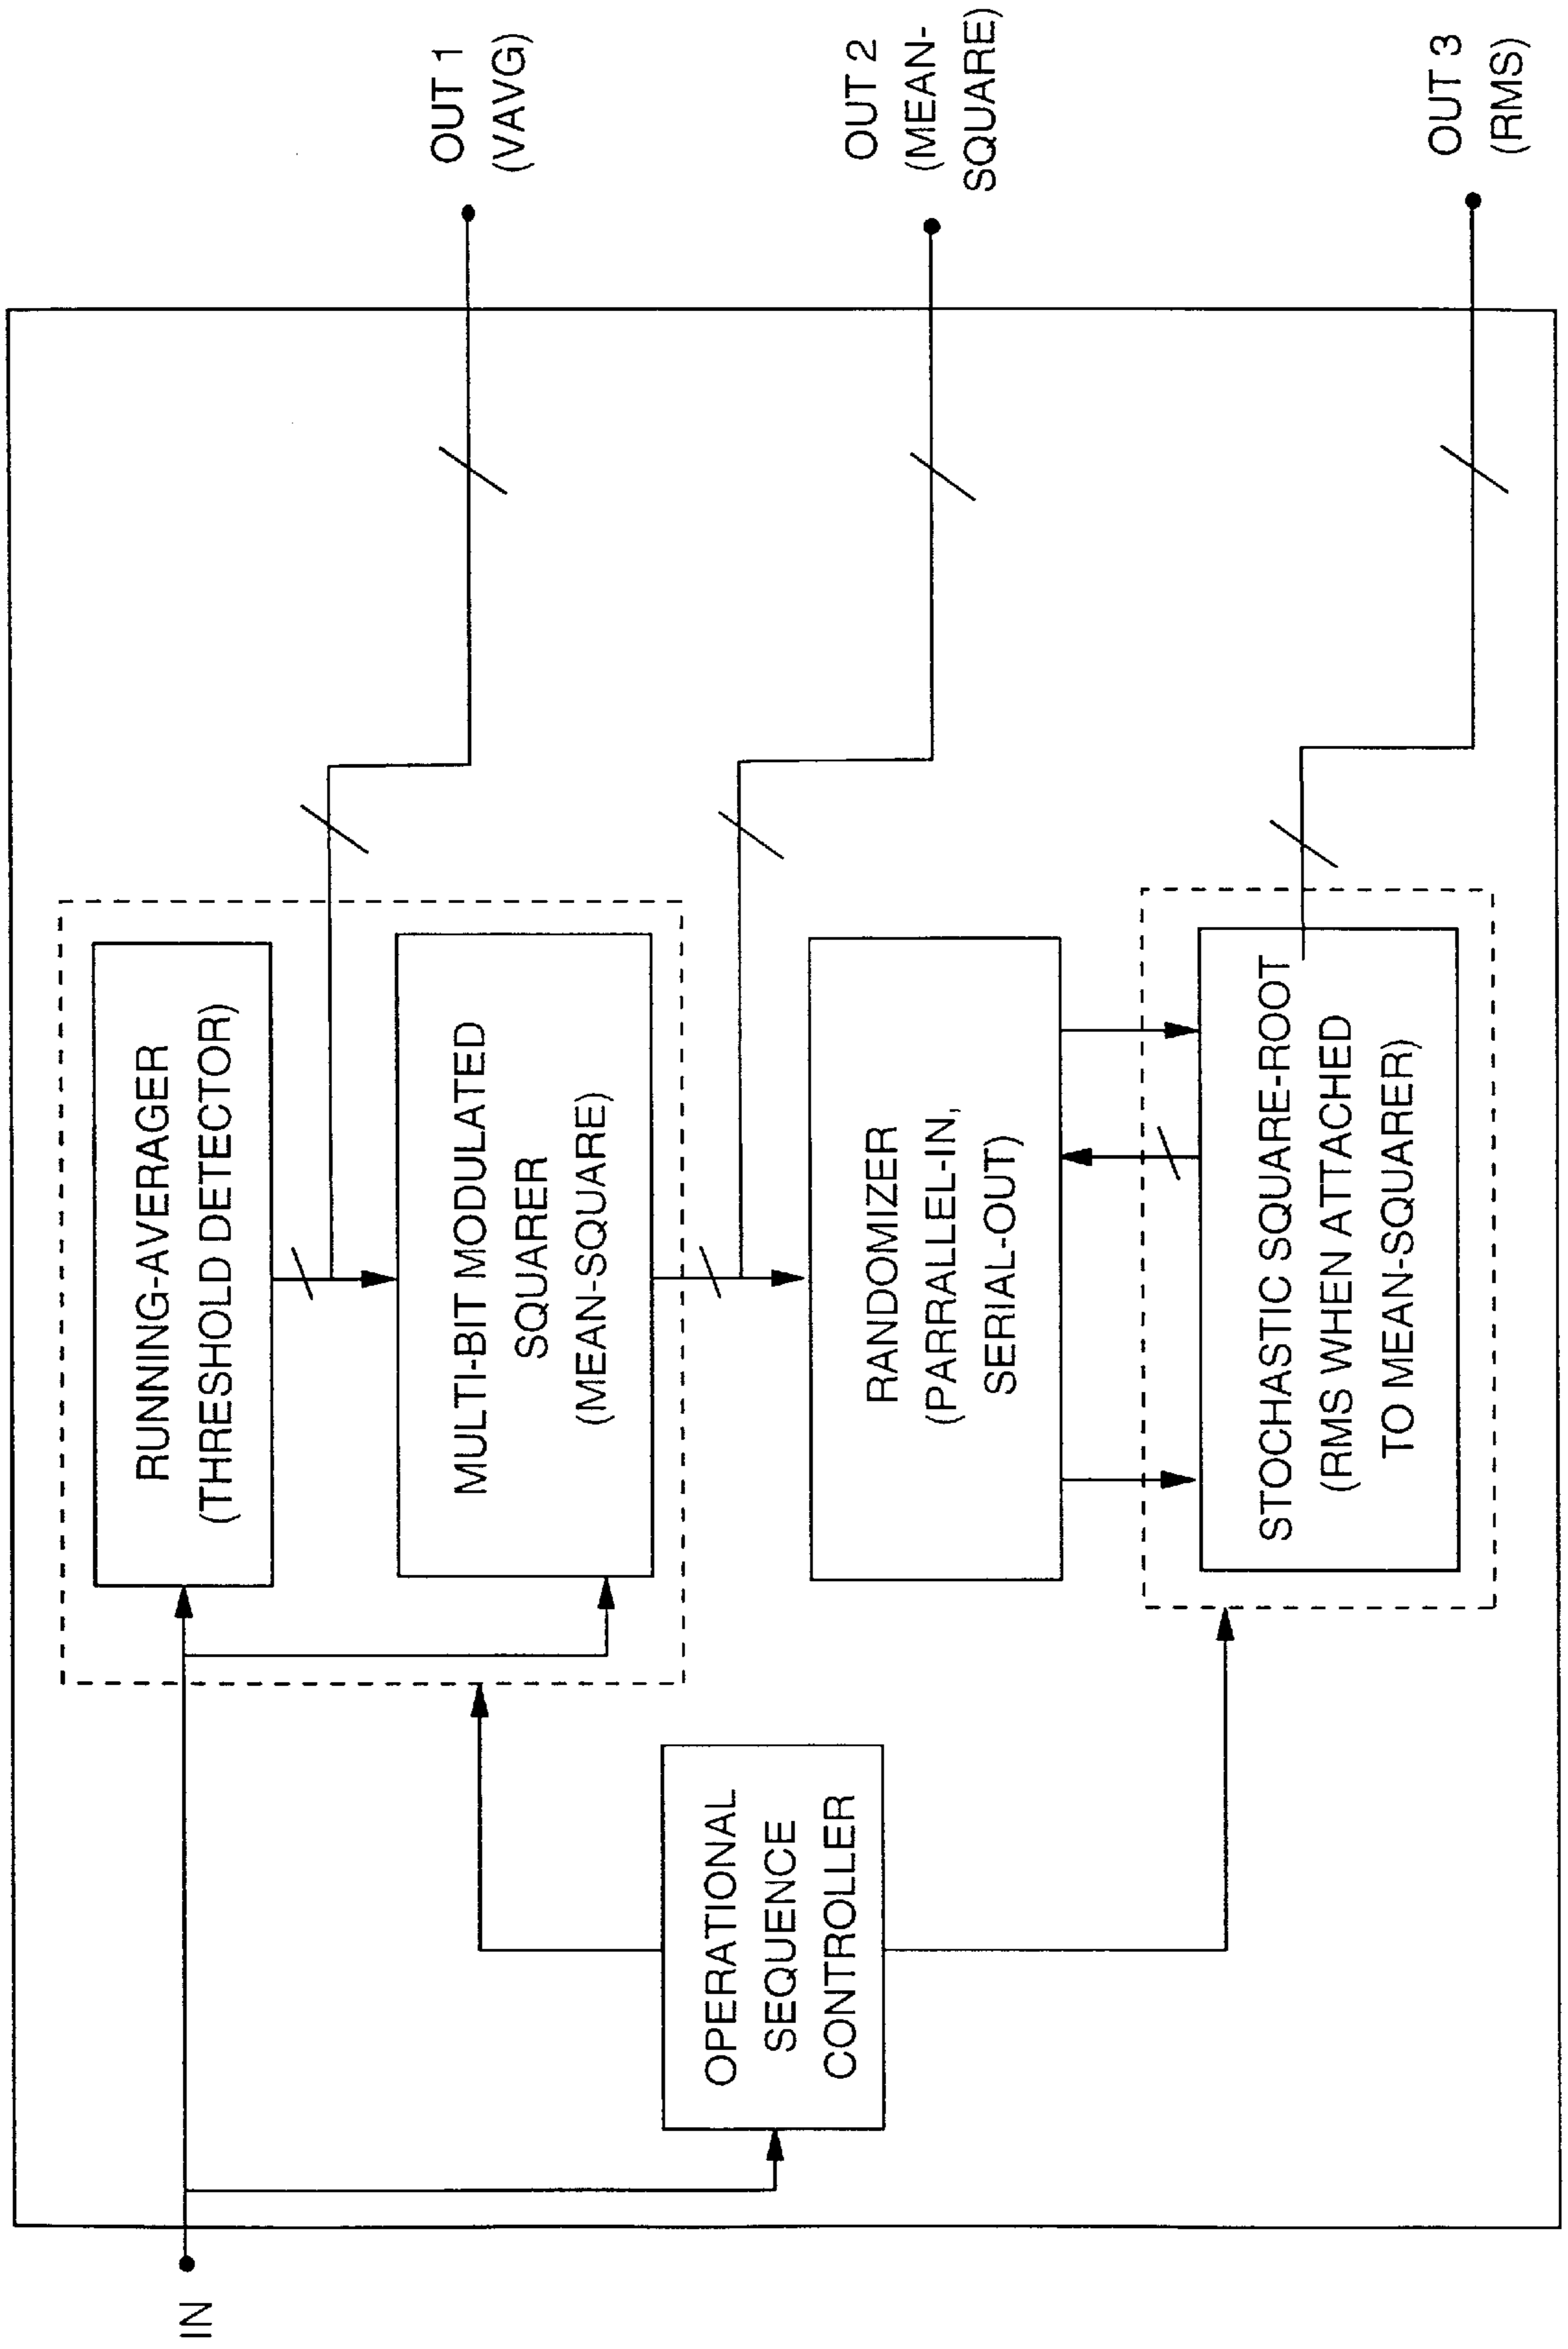 IN
OPERATIONAL
SEQUENCE
CONTROLLER
RUNNING-AVERAGER
(THRESHOLD DETECTOR)
MULTI-BIT MODULATED
SQUARER
(MEAN-SQUARE)
RANDOMIZER
(PARRALLEL-IN,
SERIAL-OUT)
STOCHASTIC SQUARE-ROOT
(RMS WHEN ATTACHED
TO MEAN-SQUARER)
OUT 1
(VAVG)
OUT 2
(MEAN-
SQUARE)
OUT 3
(RMS)